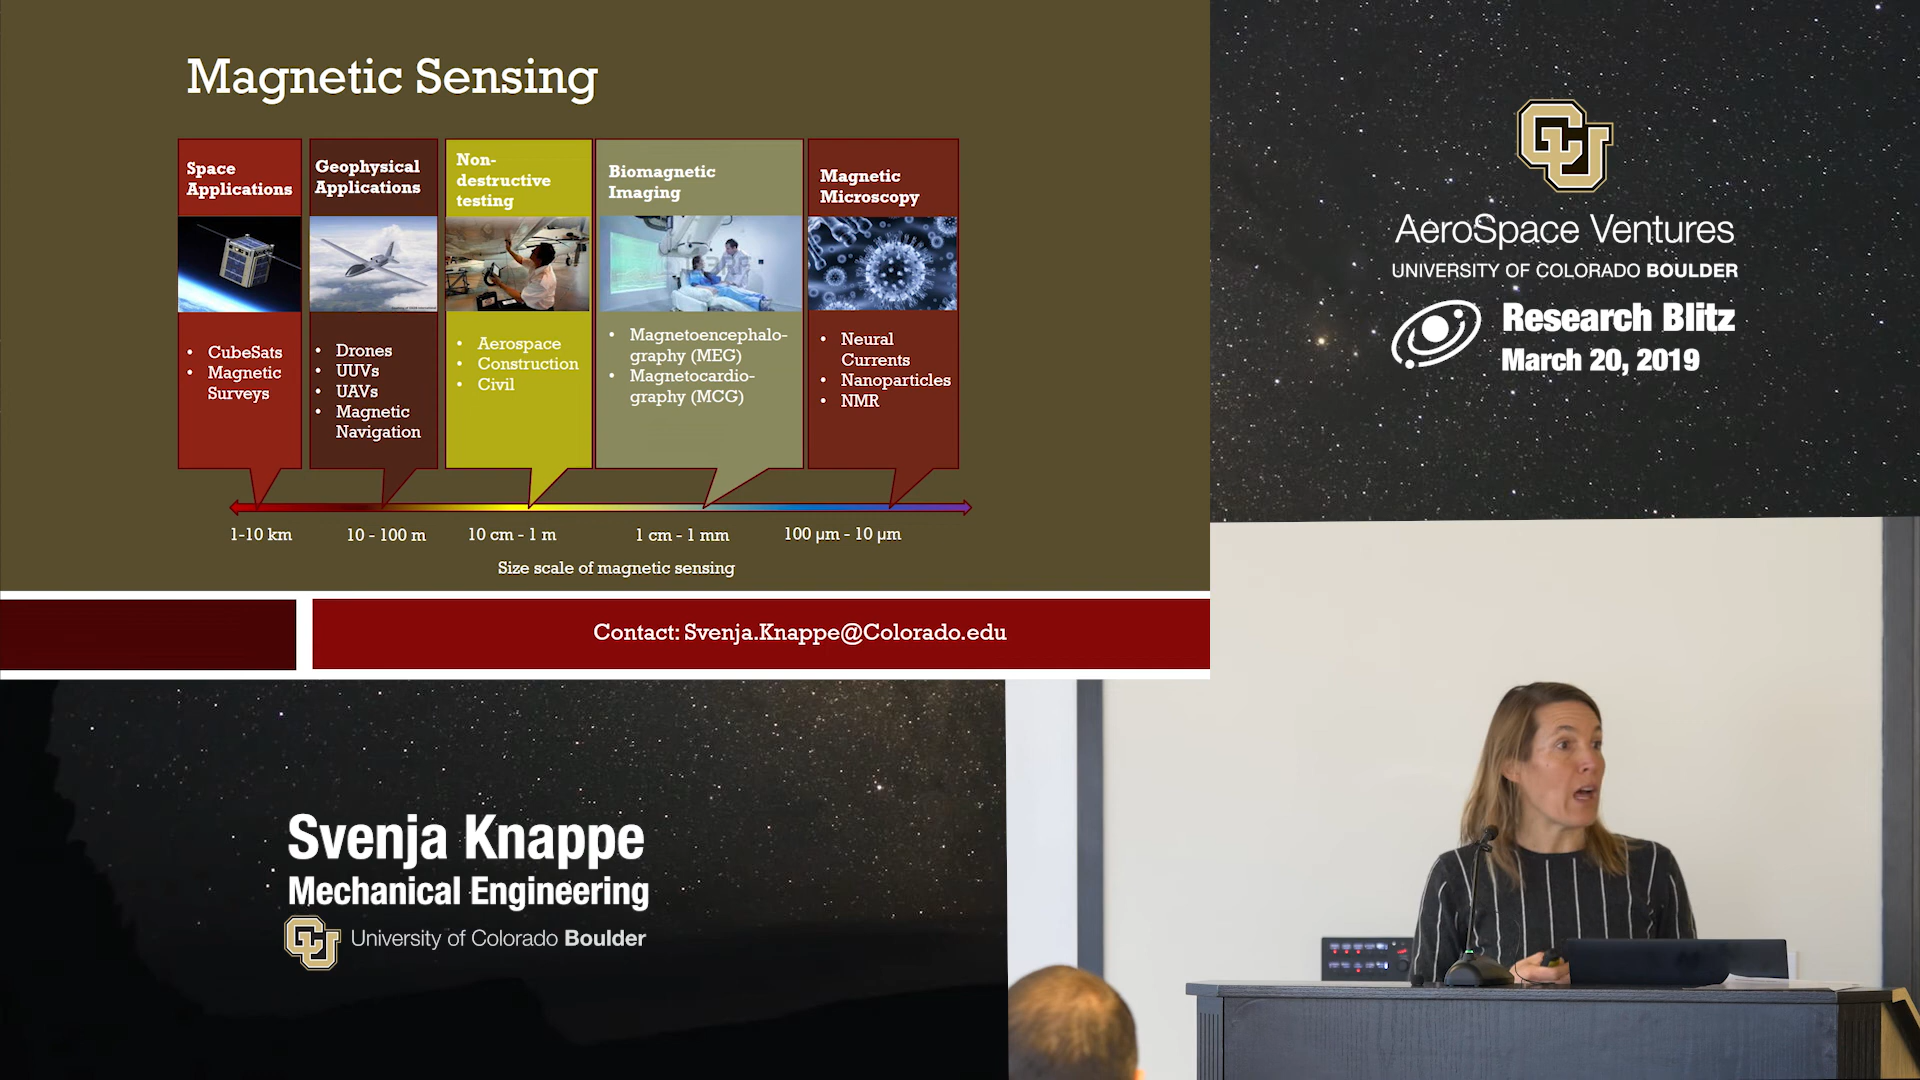 Magnetic Sensing
Space
Applications
• CubeSats
• Magnetic
Surveys
Geophysical
Applications
• Drones
• UUVs
• UAVs
• Magnetic
Navigation
Non-
destructive
testing
• Aerospace
• Construction
• Civil
Biomagnetic
Imaging
• Magnetoencephalo-
graphy (MEG)
• Magnetocardio-
graphy (MCG)
Magnetic
Microscopy
• Neural
Currents
• Nanoparticles
• NMR
1-10 km
10 - 100 m
10 cm - 1 m
1 cm - 1 mm
100 µm - 10 µm
Size scale of magnetic sensing
Contact: Svenja.Knappe@Colorado.edu
CU
AeroSpace Ventures
UNIVERSITY OF COLORADO BOULDER
Research Blitz
March 20, 2019
Svenja Knappe
Mechanical Engineering
CU University of Colorado Boulder